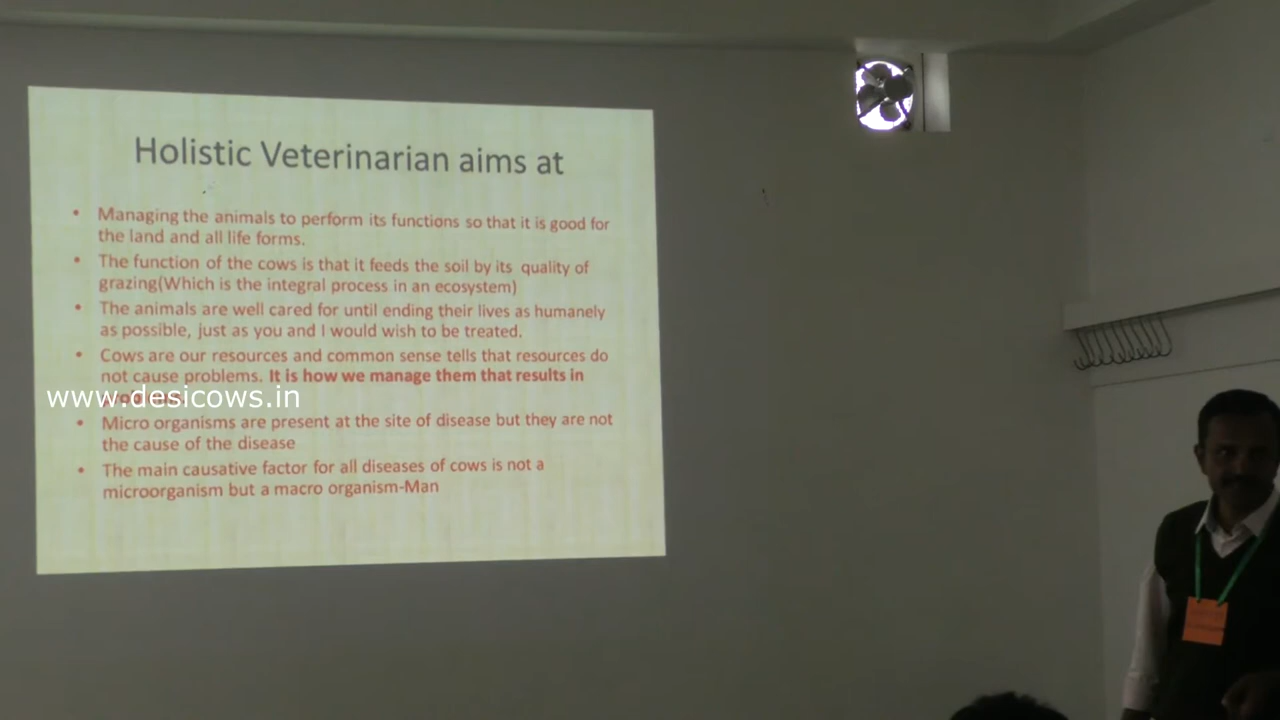 Holistic Veterinarian aims at
• Managing the animals to perform its functions so that it is good for
the land and all life forms.
• The function of the cows is that it feeds the soil by its quality of
grazing(Which is the integral process in an ecosystem)
• The animals are well cared for until ending their lives as humanely
as possible, just as you and I would wish to be treated.
• Cows are our resources and common sense tells that resources do
not cause problems. It is how we manage them that results in
www.desicows.in
• Micro organisms are present at the site of disease but they are not
the cause of the disease
• The main causative factor for all diseases of cows is not a
microorganism but a macro organism-Man